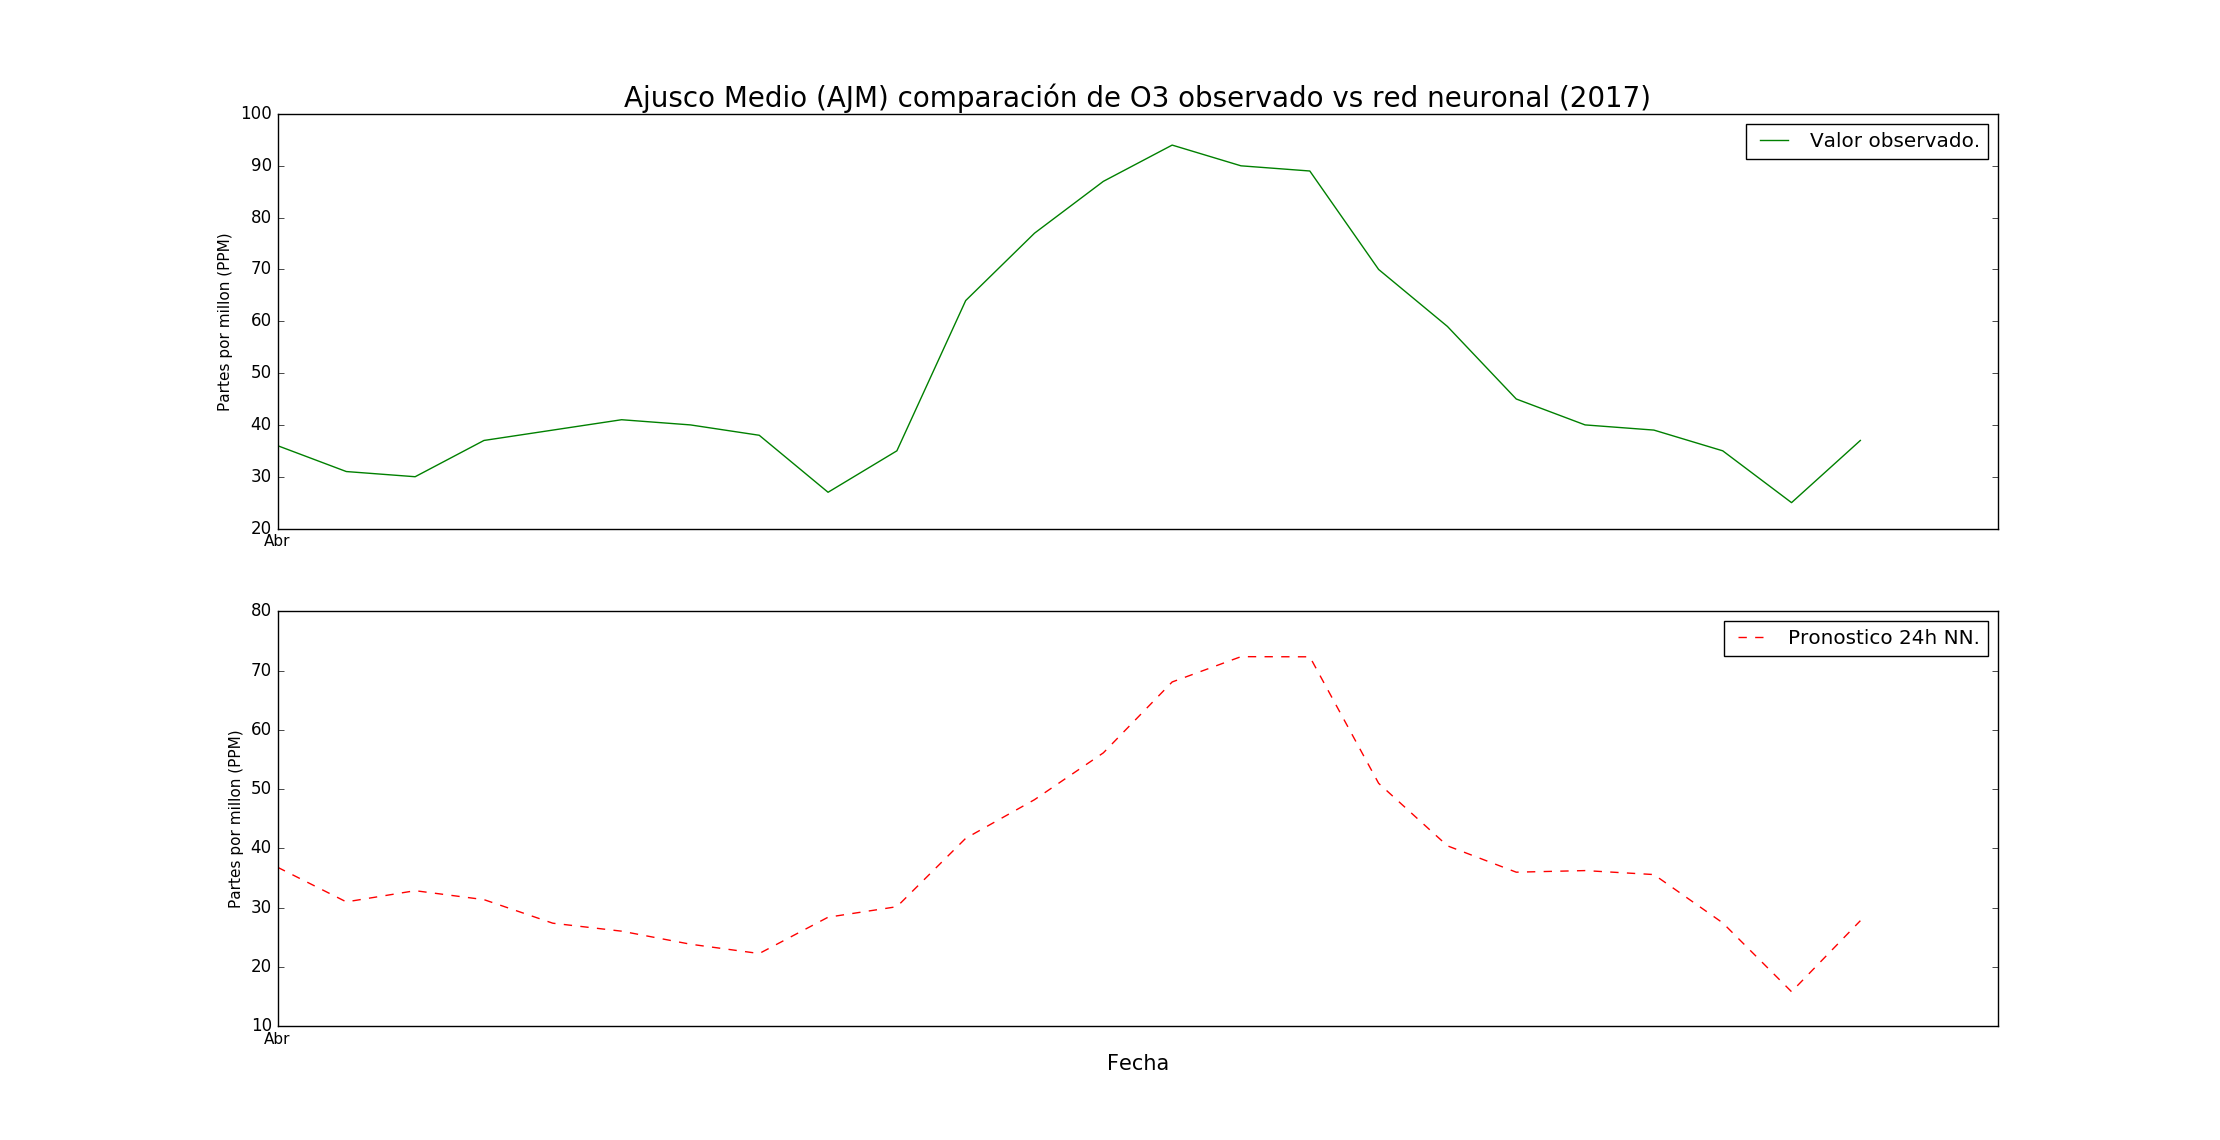 Ajusco Medio (AJM) comparación de O3 observado vs red neuronal (2017)
100
90
80
70
60
50
40
30
20
Partes por millon (PPM)
Valor observado.
Abr
80
70
60
50
40
30
20
10
Partes por millon (PPM)
Pronostico 24h NN.
Abr
Fecha